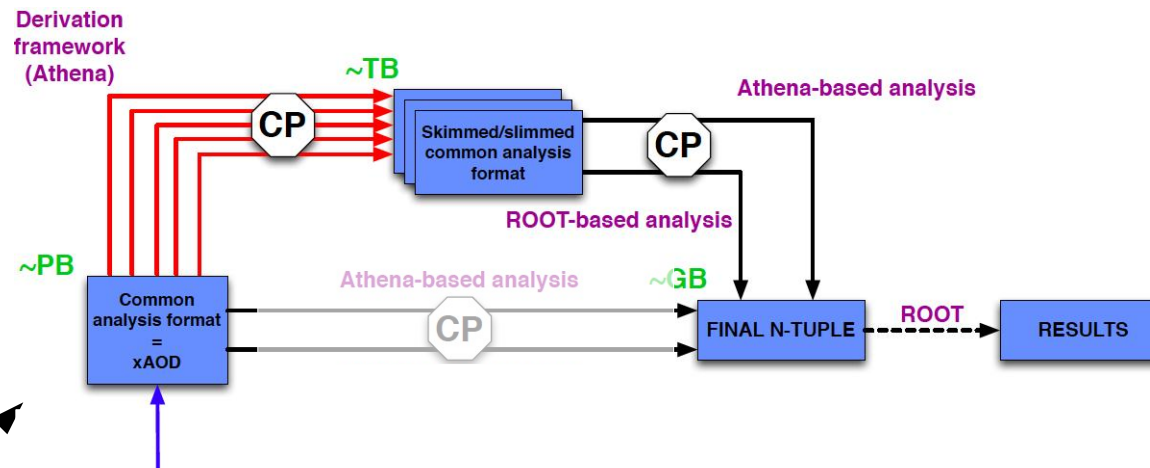 Derivation
framework
(Athena)
~TB
CP
Skimmed/slimmed
common analysis
format
CP
Athena-based analysis
ROOT-based analysis
~PB
Common
analysis format
=
xAOD
Athena-based analysis
CP
~GB
FINAL N-TUPLE
ROOT
RESULTS